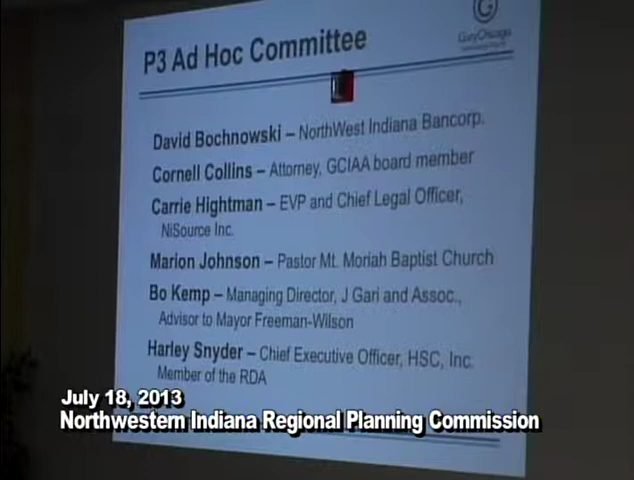 GaryChicago
P3 Ad Hoc Committee
David Bochnowski – NorthWest Indiana Bancorp.
Cornell Collins – Attorney, GCIAA board member
Carrie Hightman – EVP and Chief Legal Officer,
NiSource Inc.
Marion Johnson – Pastor Mt. Moriah Baptist Church
Bo Kemp – Managing Director, J Gari and Assoc.,
Advisor to Mayor Freeman-Wilson
Harley Snyder – Chief Executive Officer, HSC, Inc.
Member of the RDA
July 18, 2013
Northwestern Indiana Regional Planning Commission